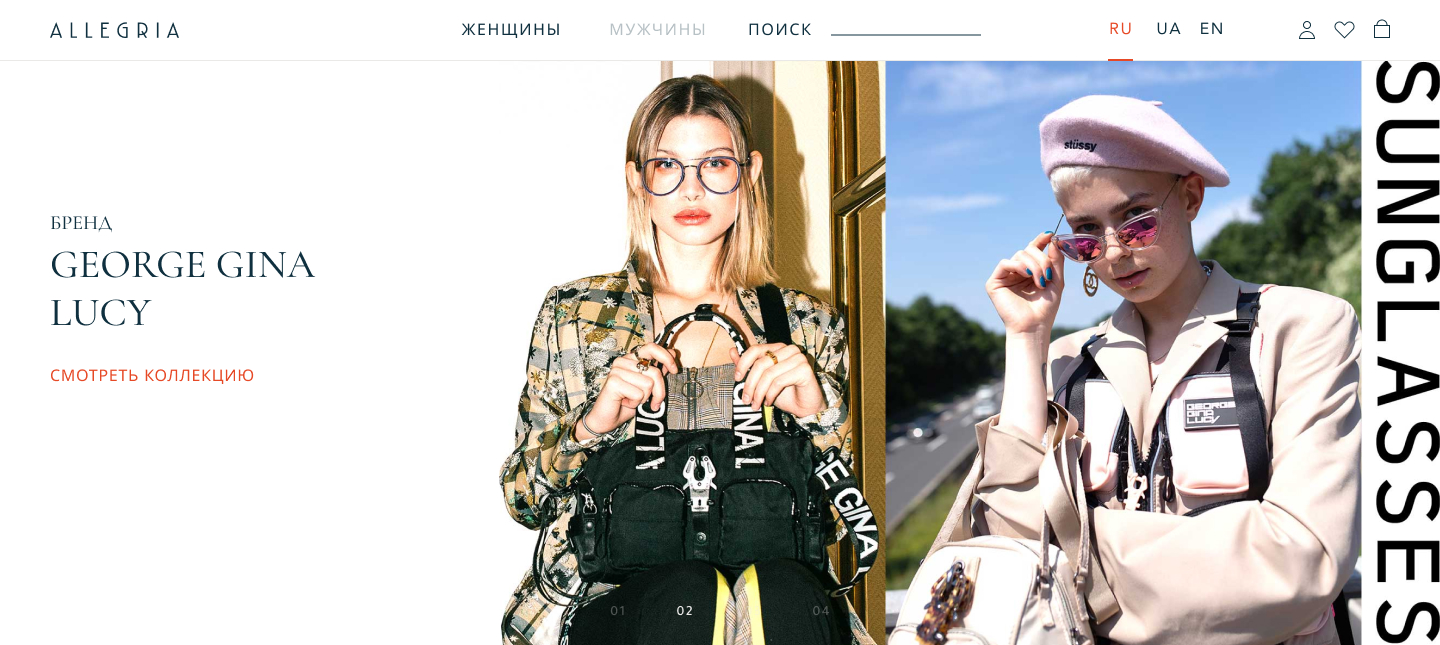 ALLEGRIA
ЖЕНЩИНЫ
МУЖЧИНЫ
ПОИСК
RU UA EN
БРЕНД
GEORGE GINA
LUCY
СМОТРЕТЬ КОЛЛЕКЦИЮ
LUCY
GINA
GINA
stüssy
GEORGE
GINA
LUCY
01 02 04
SUNGLASSES